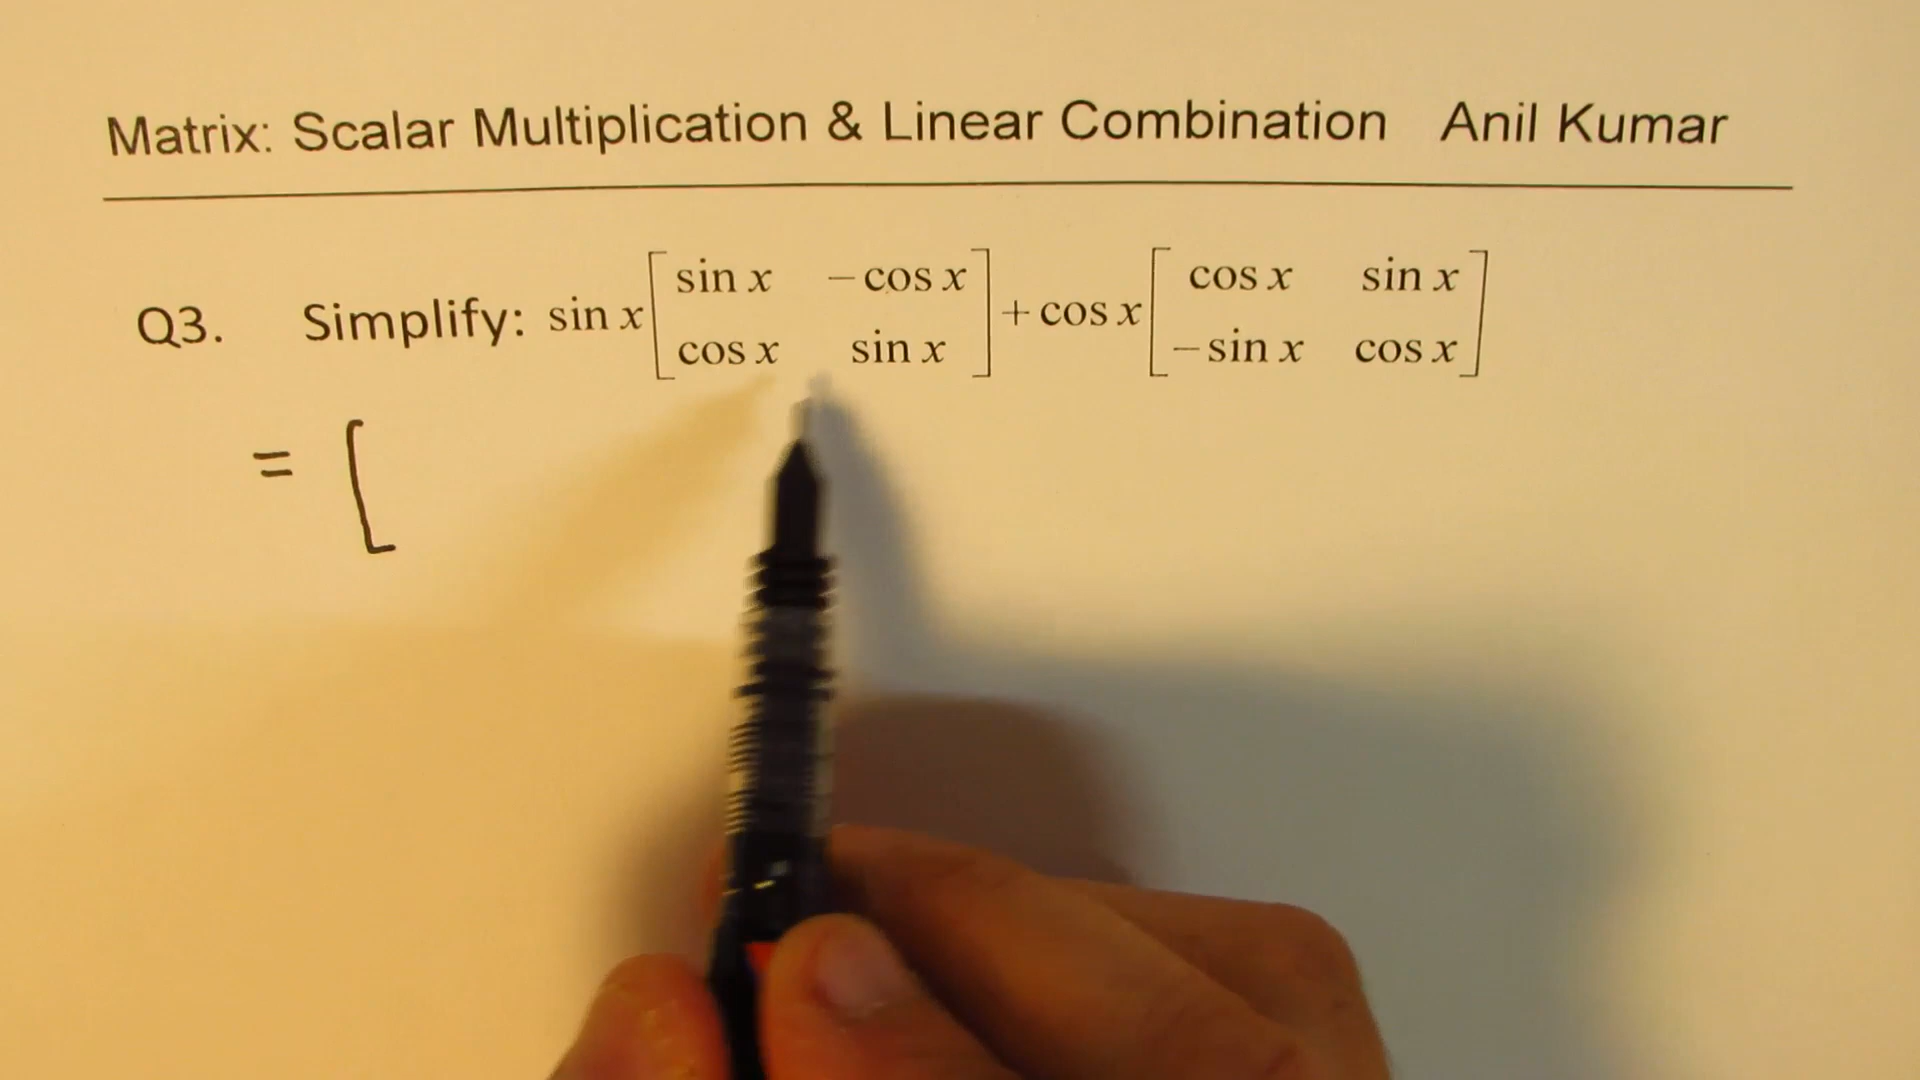 Matrix: Scalar Multiplication & Linear Combination Anil Kumar
Q3. Simplify: sin x [ sin x −cos x ; cos x sin x ] + cos x [ cos x sin x ; −sin x cos x ]
= [